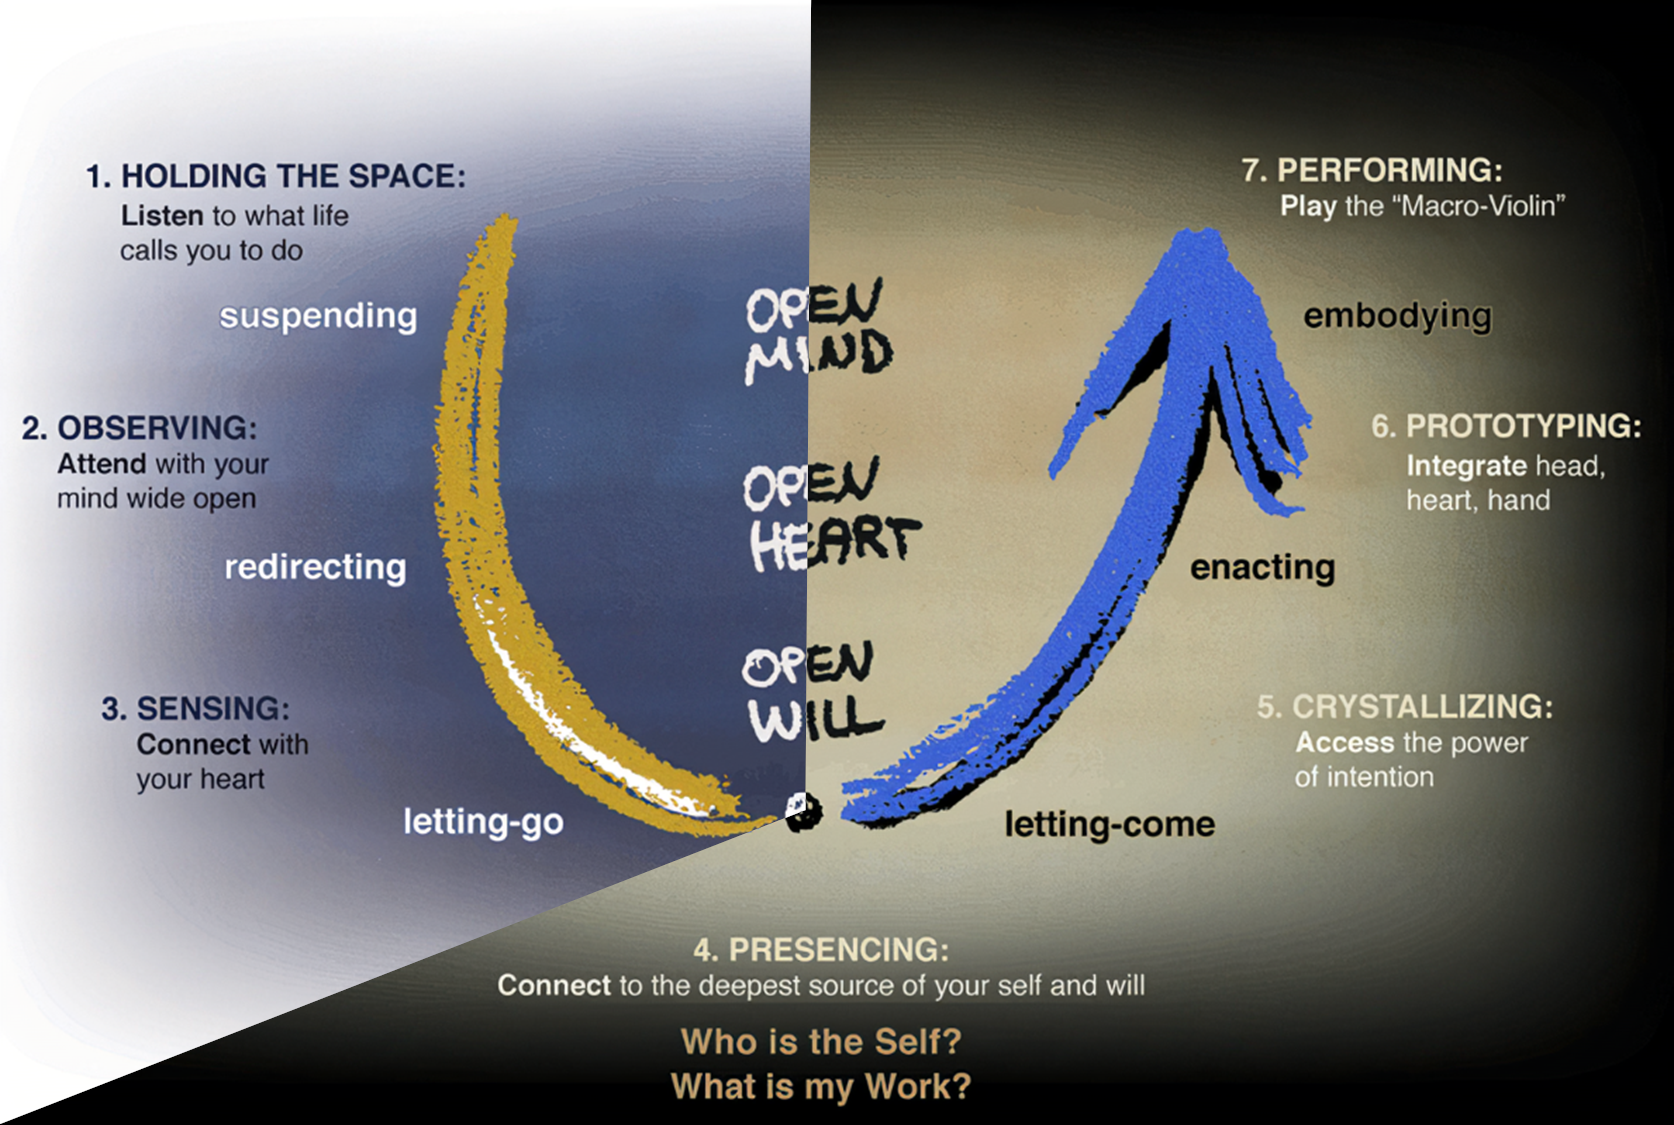 1. HOLDING THE SPACE:
Listen to what life
calls you to do
suspending
2. OBSERVING:
Attend with your
mind wide open
redirecting
3. SENSING:
Connect with
your heart
letting-go
OPEN
MIND
OPEN
HEART
OPEN
WILL
7. PERFORMING:
Play the “Macro-Violin”
embodying
6. PROTOTYPING:
Integrate head,
heart, hand
enacting
5. CRYSTALLIZING:
Access the power
of intention
letting-come
4. PRESENCING:
Connect to the deepest source of your self and will
Who is the Self?
What is my Work?